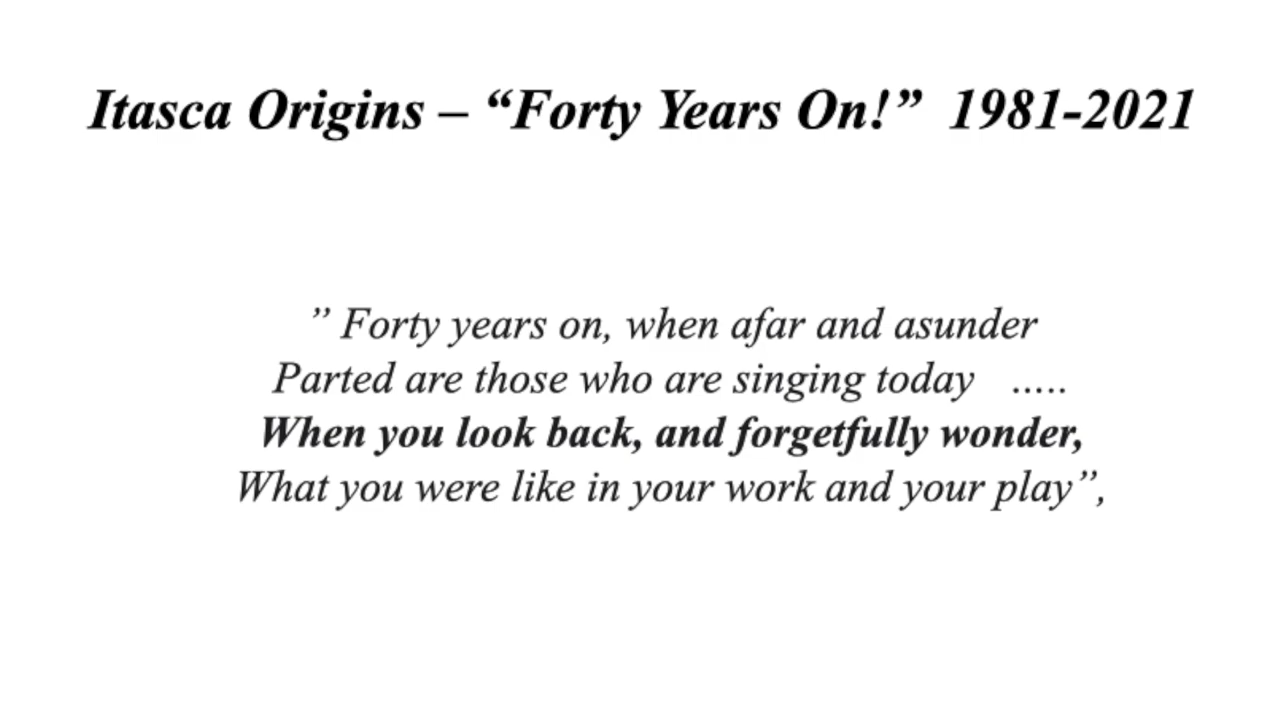 Itasca Origins – “Forty Years On!” 1981-2021
” Forty years on, when afar and asunder
Parted are those who are singing today .....
When you look back, and forgetfully wonder,
What you were like in your work and your play”,